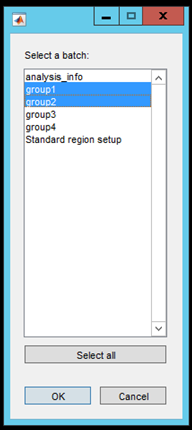 Select a batch:
analysis_info
group1
group2
group3
group4
Standard region setup
Select all
OK
Cancel